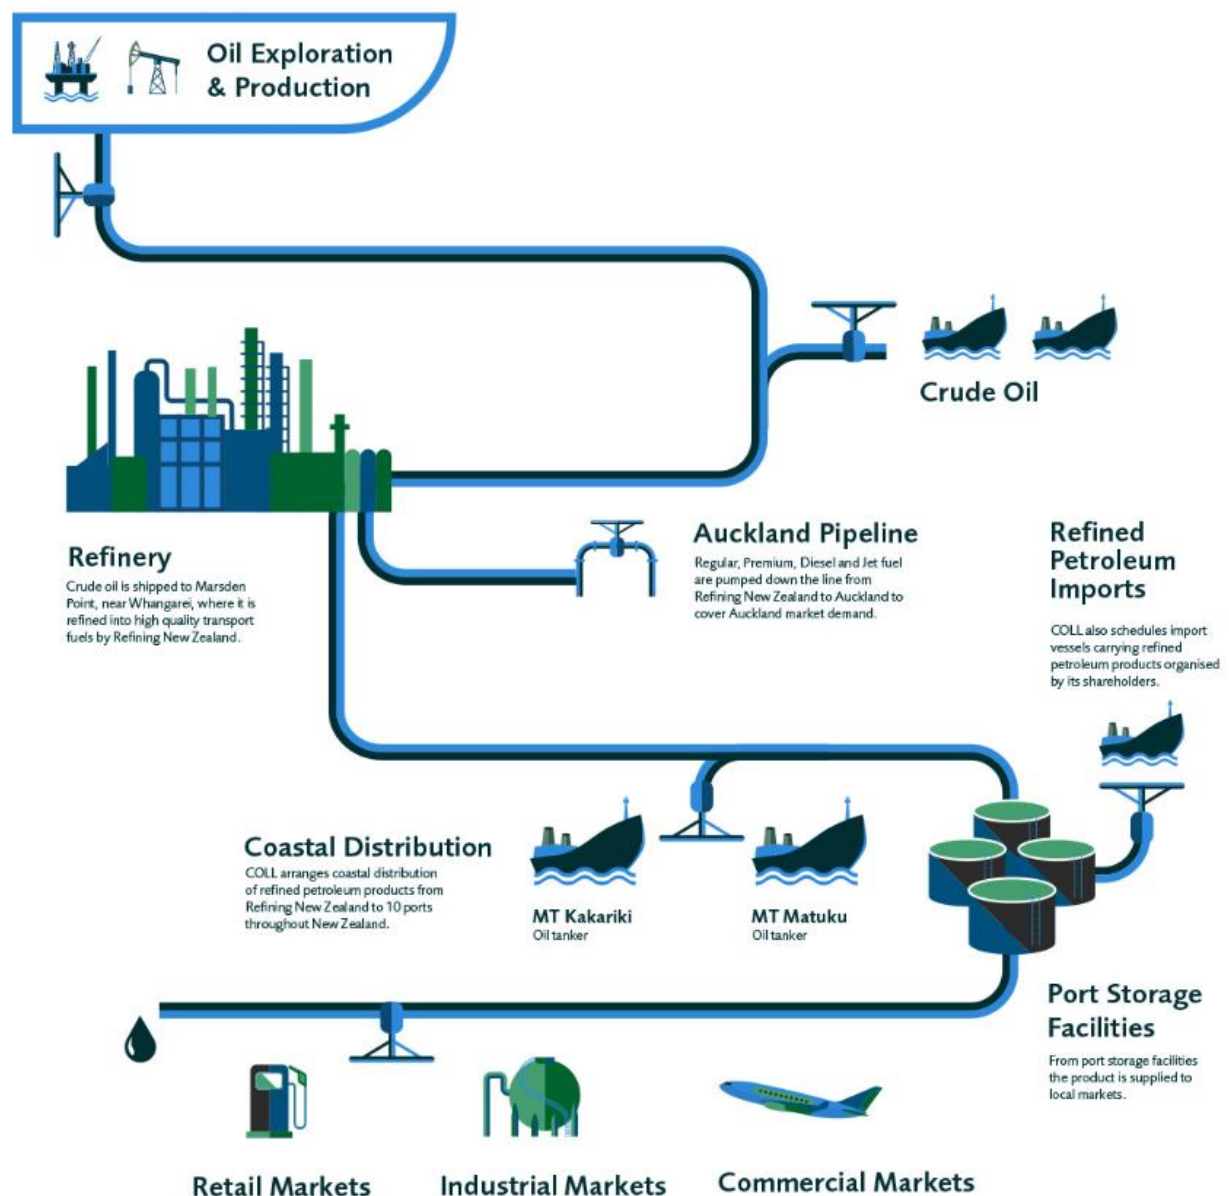 Oil Exploration
& Production
Crude Oil
Refinery
Crude oil is shipped to Marsden
Point, near Whangarei, where it is
refined into high quality transport
fuels by Refining New Zealand.
Auckland Pipeline
Regular, Premium, Diesel and Jet fuel
are pumped down the line from
Refining New Zealand to Auckland to
cover Auckland market demand.
Refined
Petroleum
Imports
COLL also schedules import
vessels carrying refined
petroleum products organised
by its shareholders.
Coastal Distribution
COLL arranges coastal distribution
of refined petroleum products from
Refining New Zealand to 10 ports
throughout New Zealand.
MT Kakariki
Oil tanker
MT Matuku
Oil tanker
Port Storage
Facilities
From port storage facilities
the product is supplied to
local markets.
Retail Markets
Industrial Markets
Commercial Markets